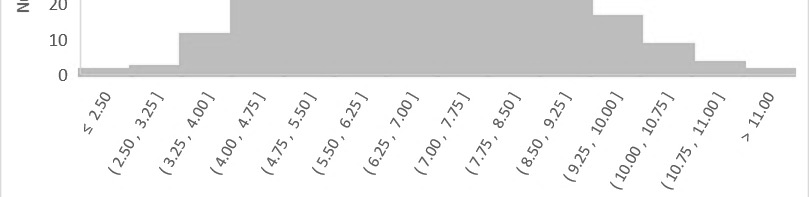 20
10
0
≤ 2.50
( 2.50 , 3.25 ]
( 3.25 , 4.00 ]
( 4.00 , 4.75 ]
( 4.75 , 5.50 ]
( 5.50 , 6.25 ]
( 6.25 , 7.00 ]
( 7.00 , 7.75 ]
( 7.75 , 8.50 ]
( 8.50 , 9.25 ]
( 9.25 , 10.00 ]
( 10.00 , 10.75 ]
( 10.75 , 11.00 ]
> 11.00